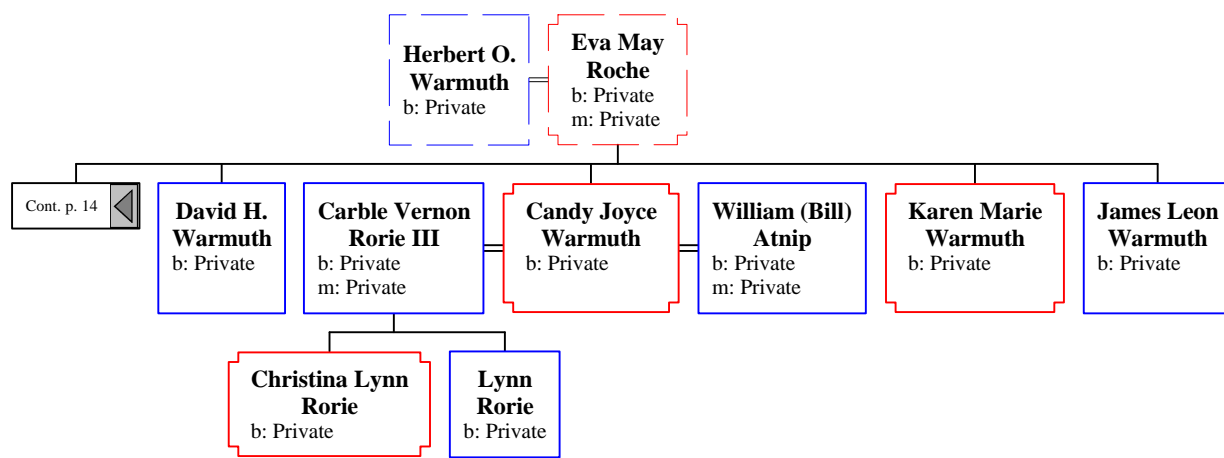 Herbert O.
Warmuth
b: Private
Eva May
Roche
b: Private
m: Private
Cont. p. 14
David H.
Warmuth
b: Private
Carble Vernon
Rorie III
b: Private
m: Private
Candy Joyce
Warmuth
b: Private
William (Bill)
Atnip
b: Private
m: Private
Karen Marie
Warmuth
b: Private
James Leon
Warmuth
b: Private
Christina Lynn
Rorie
b: Private
Lynn
Rorie
b: Private